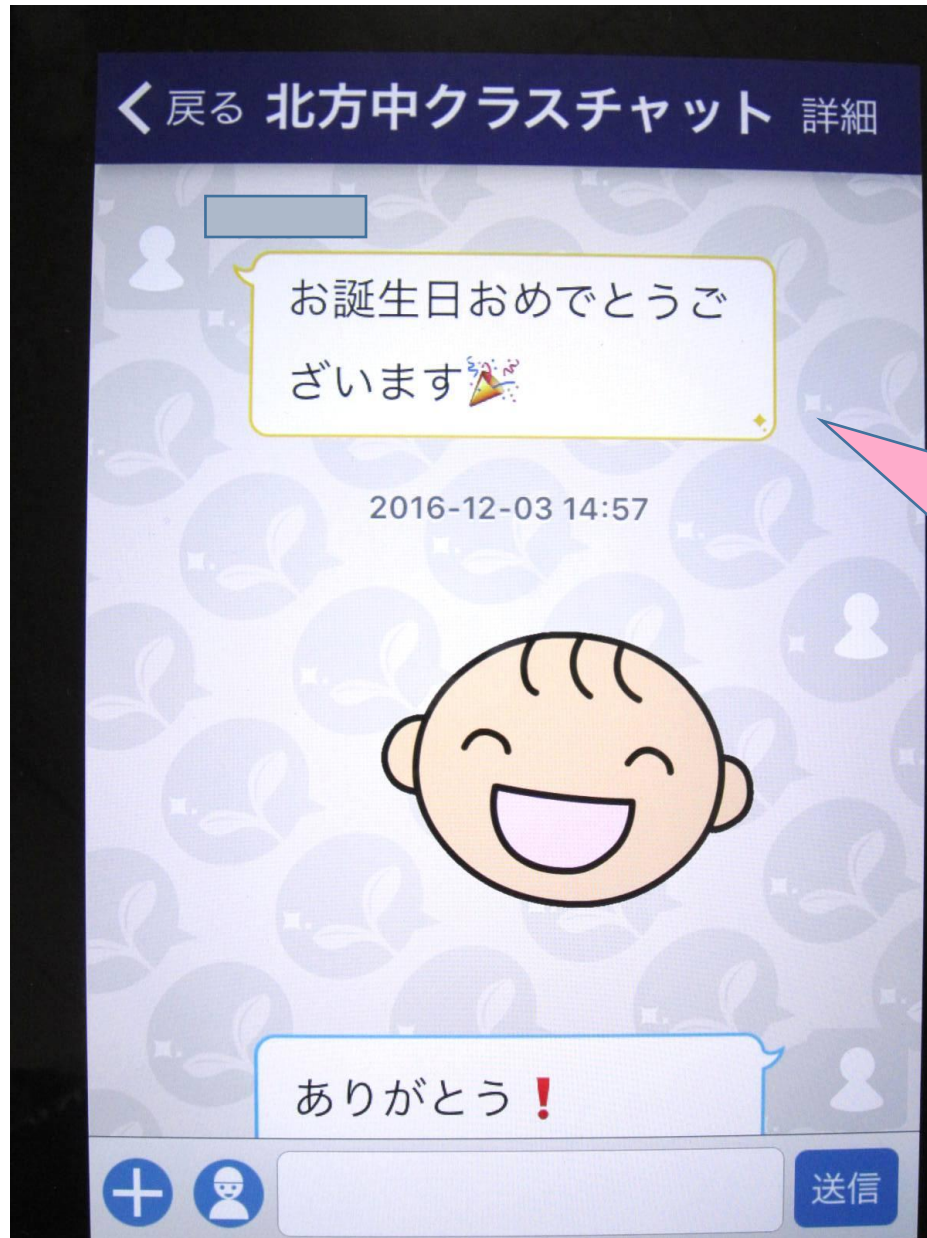 戻る 北方中クラスチャット 詳細
お誕生日おめでとうご
ざいます🎉
2016-12-03 14:57
ありがとう❗
送信